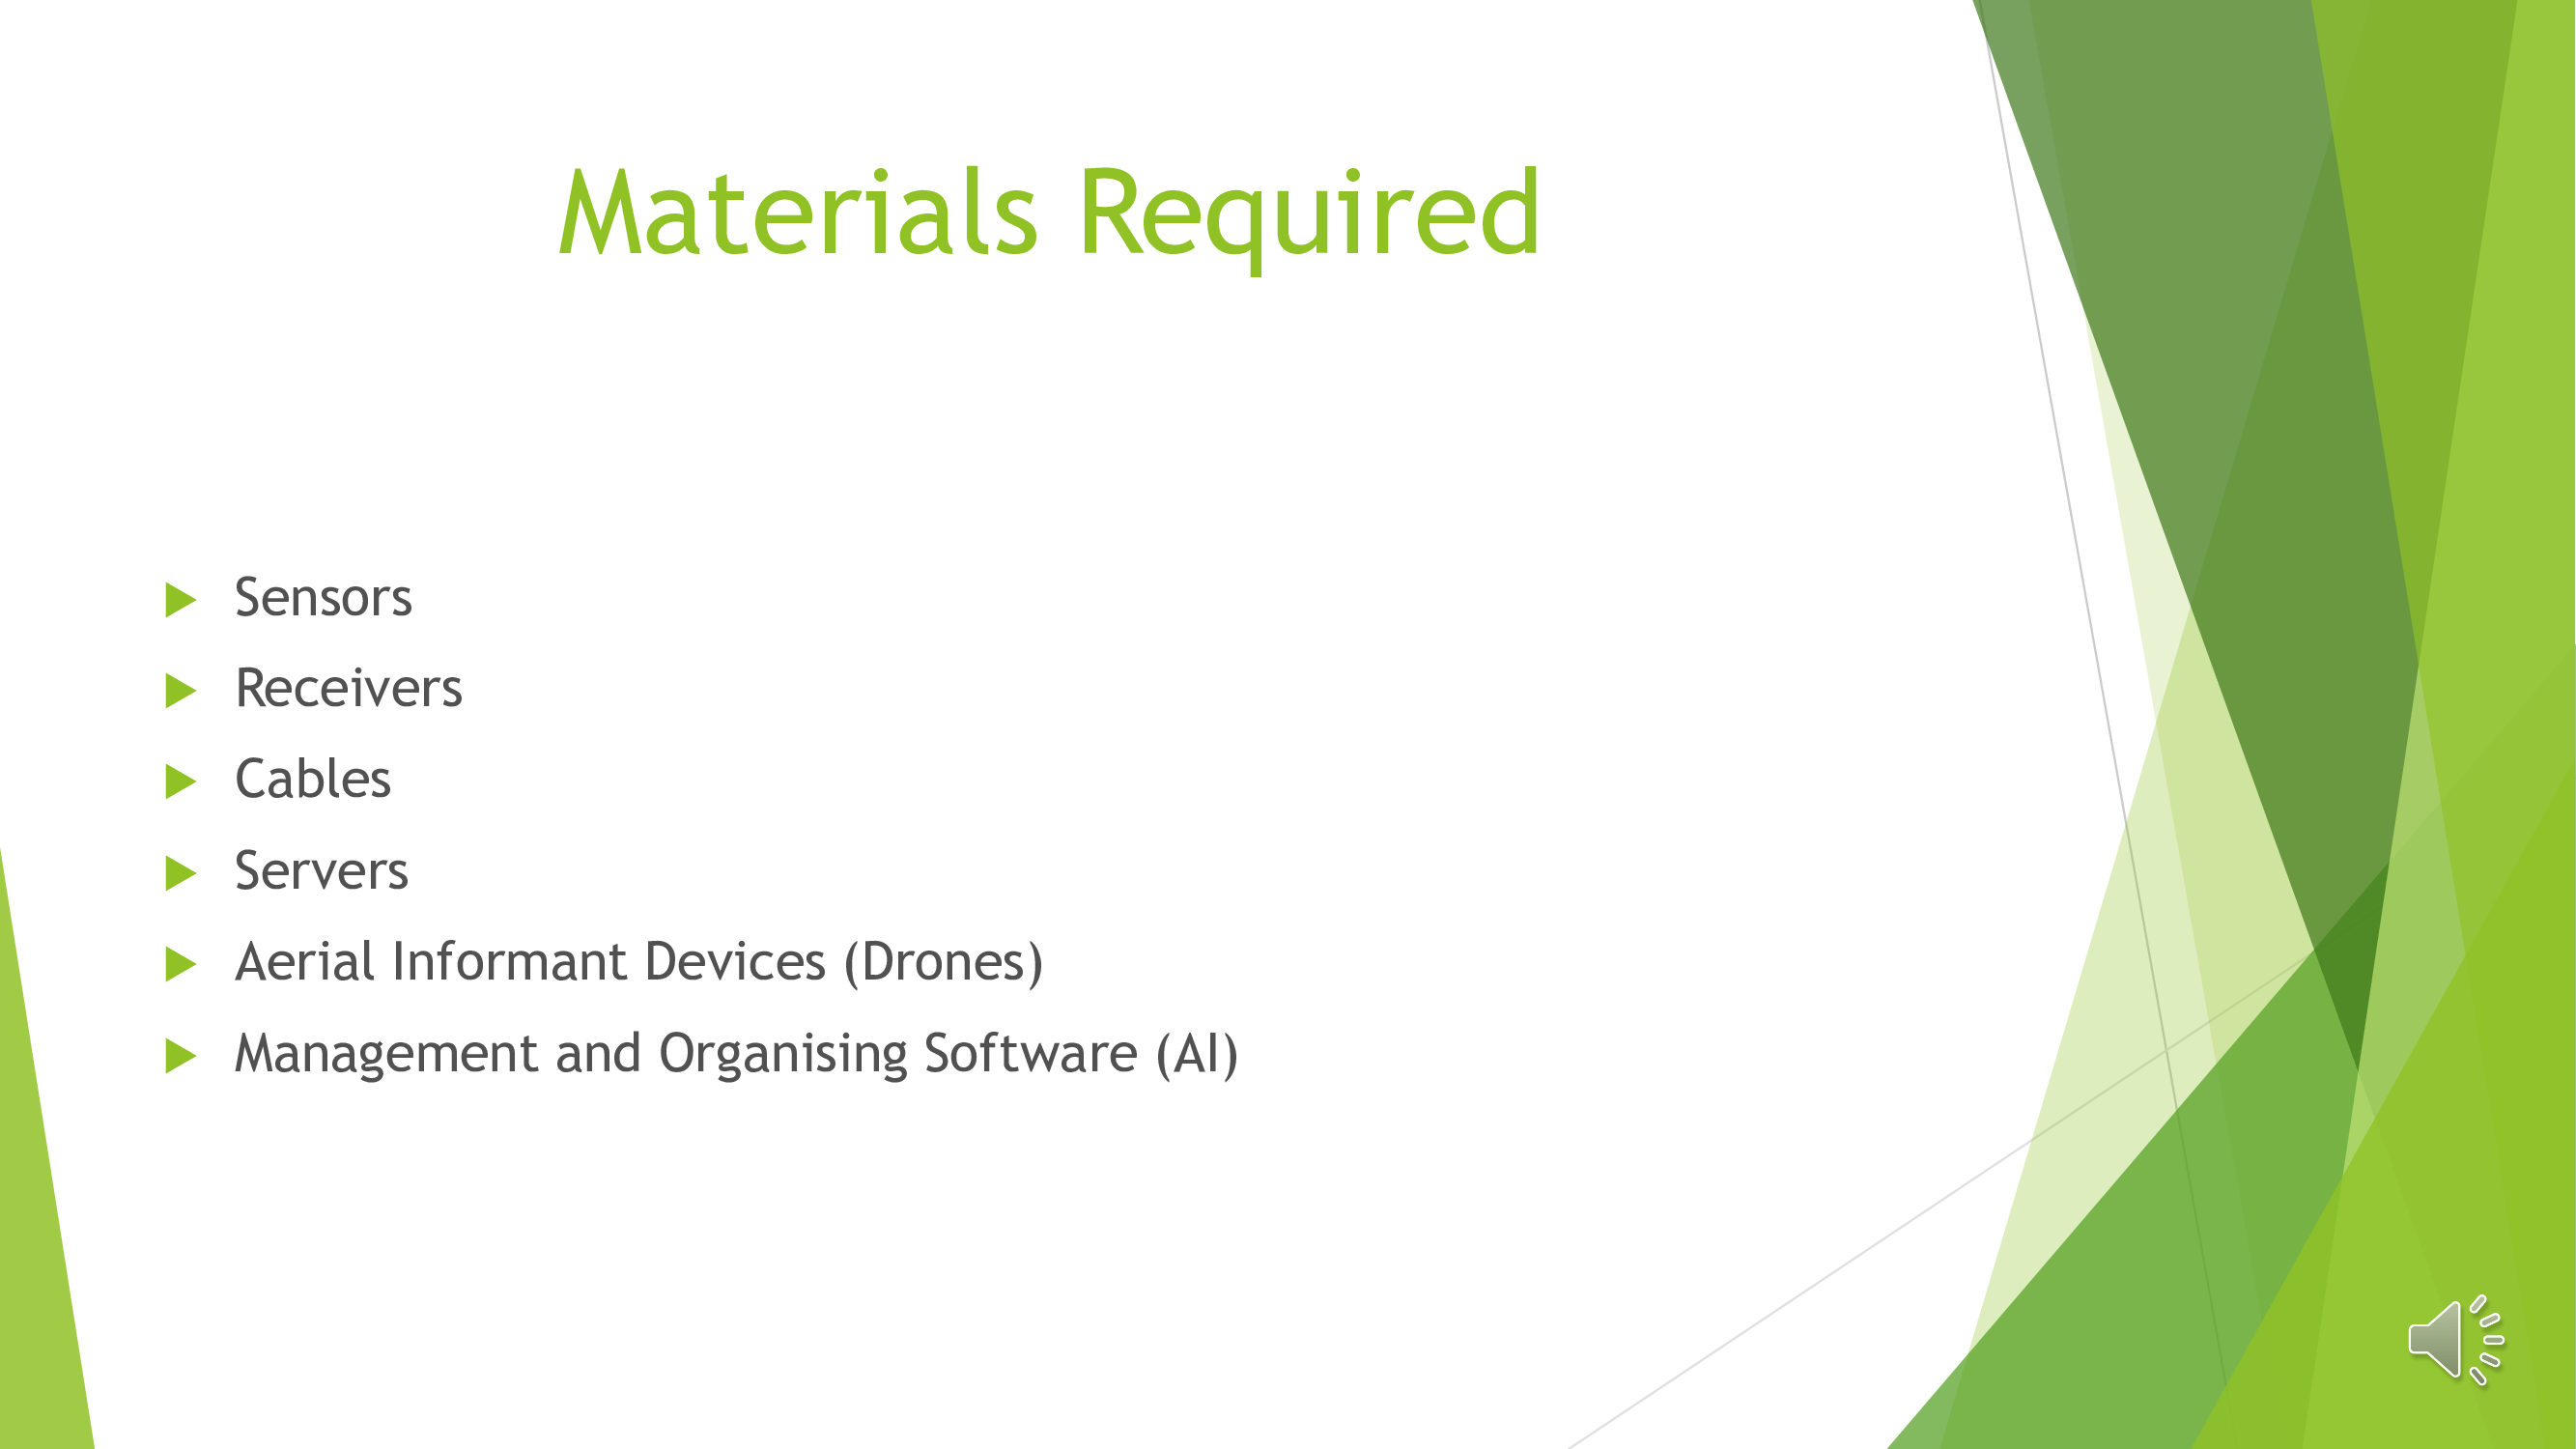 Materials Required
Sensors
Receivers
Cables
Servers
Aerial Informant Devices (Drones)
Management and Organising Software (AI)